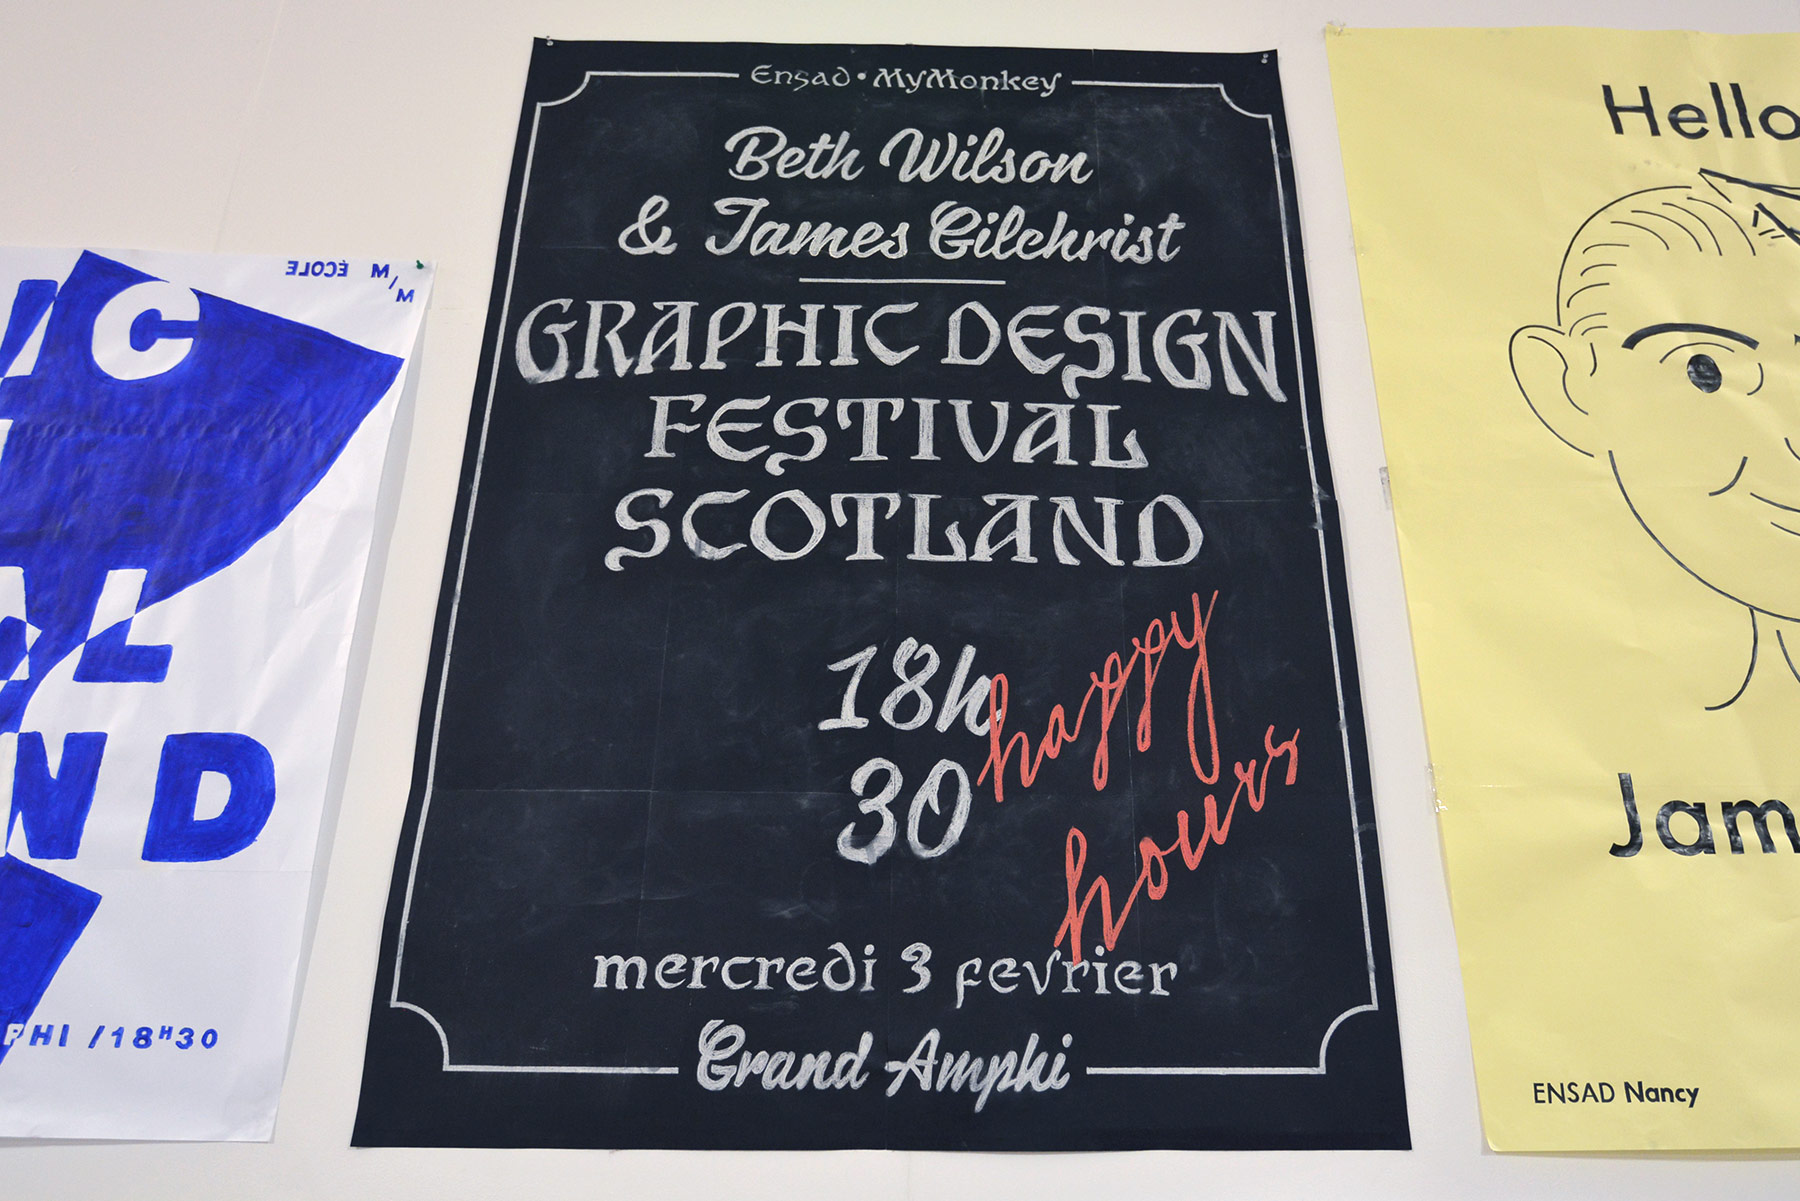 Ensad • MyMonkey
Beth Wilson
& James Gilchrist
GRAPHIC DESIGN
FESTIVAL
SCOTLAND
18h
30
happy
hours
mercredi 3 fevrier
Grand Amphi
M/M ÉCOLE
C
L
ND
PHI /18H30
Hello
Jam
ENSAD Nancy